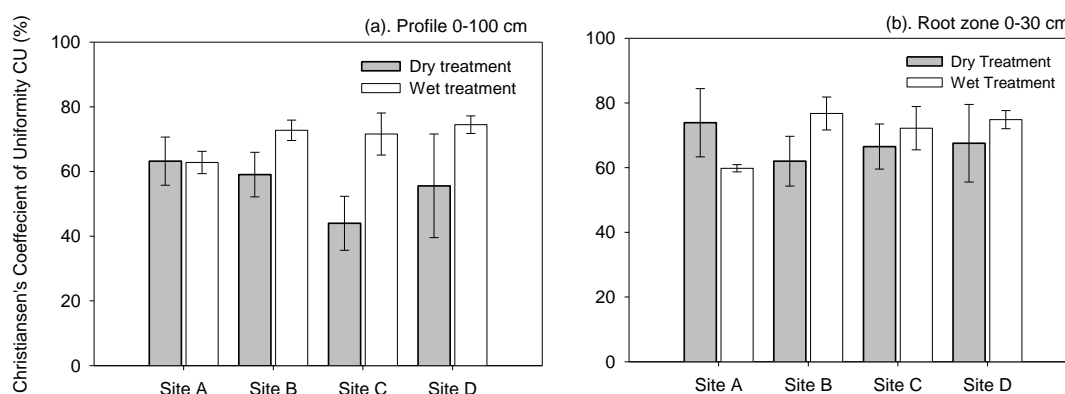 Christiansen's Coeffecient of Uniformity CU (%)
(a). Profile 0-100 cm
100
80
60
40
20
0
Dry treatment
Wet treatment
Site A Site B Site C Site D
(b). Root zone 0-30 cm
100
80
60
40
20
0
Dry Treatment
Wet Treatment
Site A Site B Site C Site D